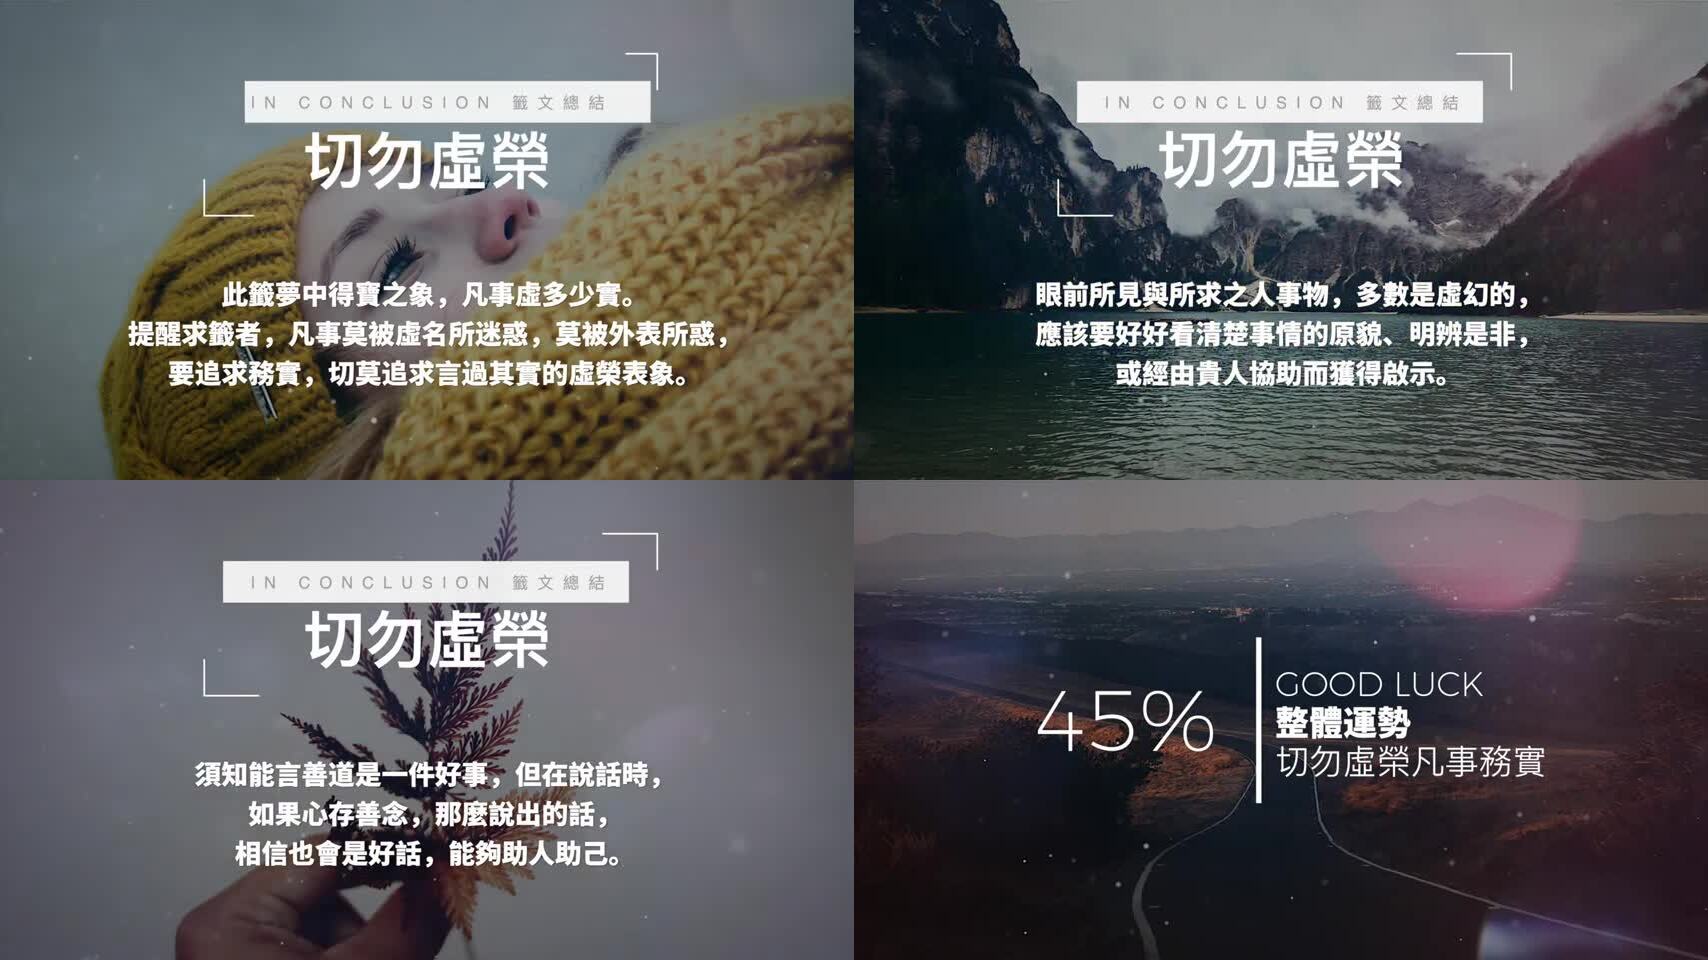 IN CONCLUSION 籤文總結
切勿虛榮
此籤夢中得寶之象，凡事虛多少實。
提醒求籤者，凡事莫被虛名所迷惑，莫被外表所惑，
要追求務實，切莫追求言過其實的虛榮表象。
IN CONCLUSION 籤文總結
切勿虛榮
眼前所見與所求之人事物，多數是虛幻的，
應該要好好看清楚事情的原貌、明辨是非，
或經由貴人協助而獲得啟示。
IN CONCLUSION 籤文總結
切勿虛榮
須知能言善道是一件好事，但在說話時，
如果心存善念，那麼說出的話，
相信也會是好話，能夠助人助己。
45%
GOOD LUCK
整體運勢
切勿虛榮凡事務實